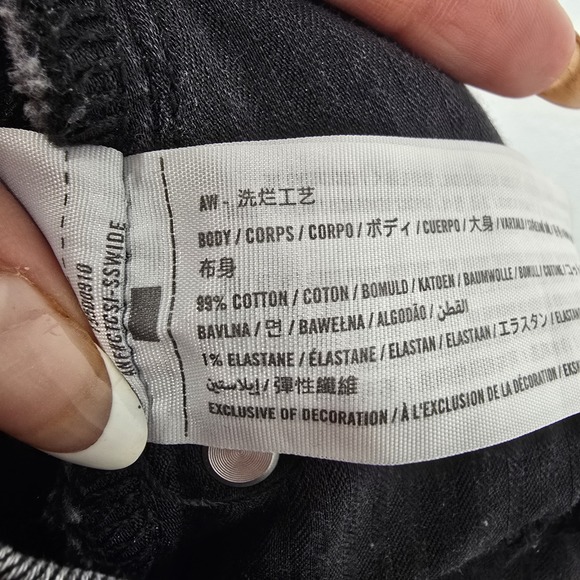 AW - 洗烂工艺
BODY / CORPS / CORPO / ボディ / CUERPO / 大身 /
布身
99% COTTON / COTON / BOMULD / KATOEN / BAUMWOLLE / BOMULL /
BAVLNA / 면 / BAWEŁNA / ALGODÃO / القطن
1% ELASTANE / ÉLASTANE / ELASTAN / ELASTAAN / エラスタン / ELASTANO
إيلاستين / 彈性纖維
EXCLUSIVE OF DECORATION / À L'EXCLUSION DE LA DÉCORATION /